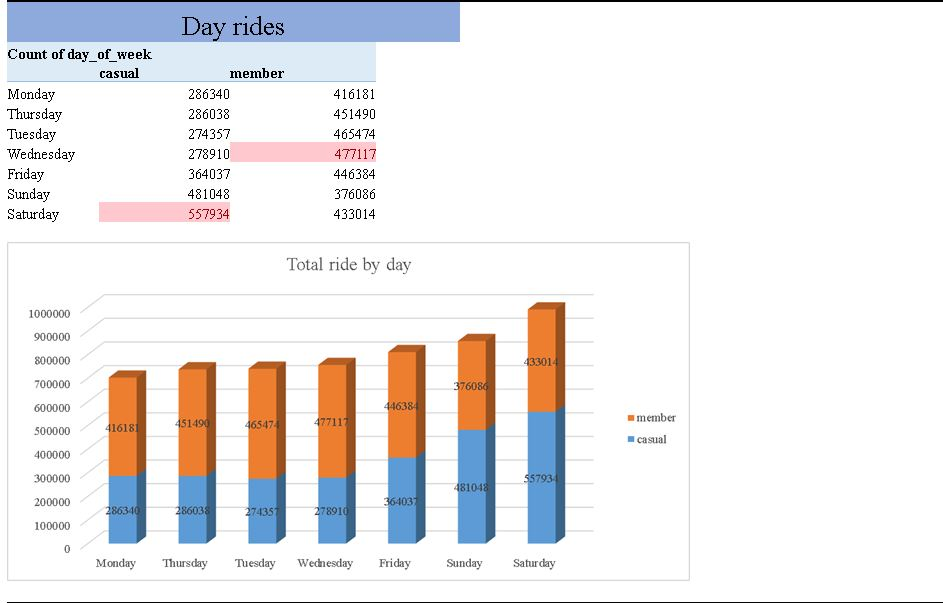 Day rides
Count of day_of_week
casual member
Monday 286340 416181
Thursday 286038 451490
Tuesday 274357 465474
Wednesday 278910 477117
Friday 364037 446384
Sunday 481048 376086
Saturday 557934 433014
Total ride by day
1000000
900000
800000
700000
600000
500000
400000
300000
200000
100000
0
416181 451490 465474 477117 446384 376086 433014
286340 286038 274357 278910 364037 481048 557934
Monday Thursday Tuesday Wednesday Friday Sunday Saturday
member
casual